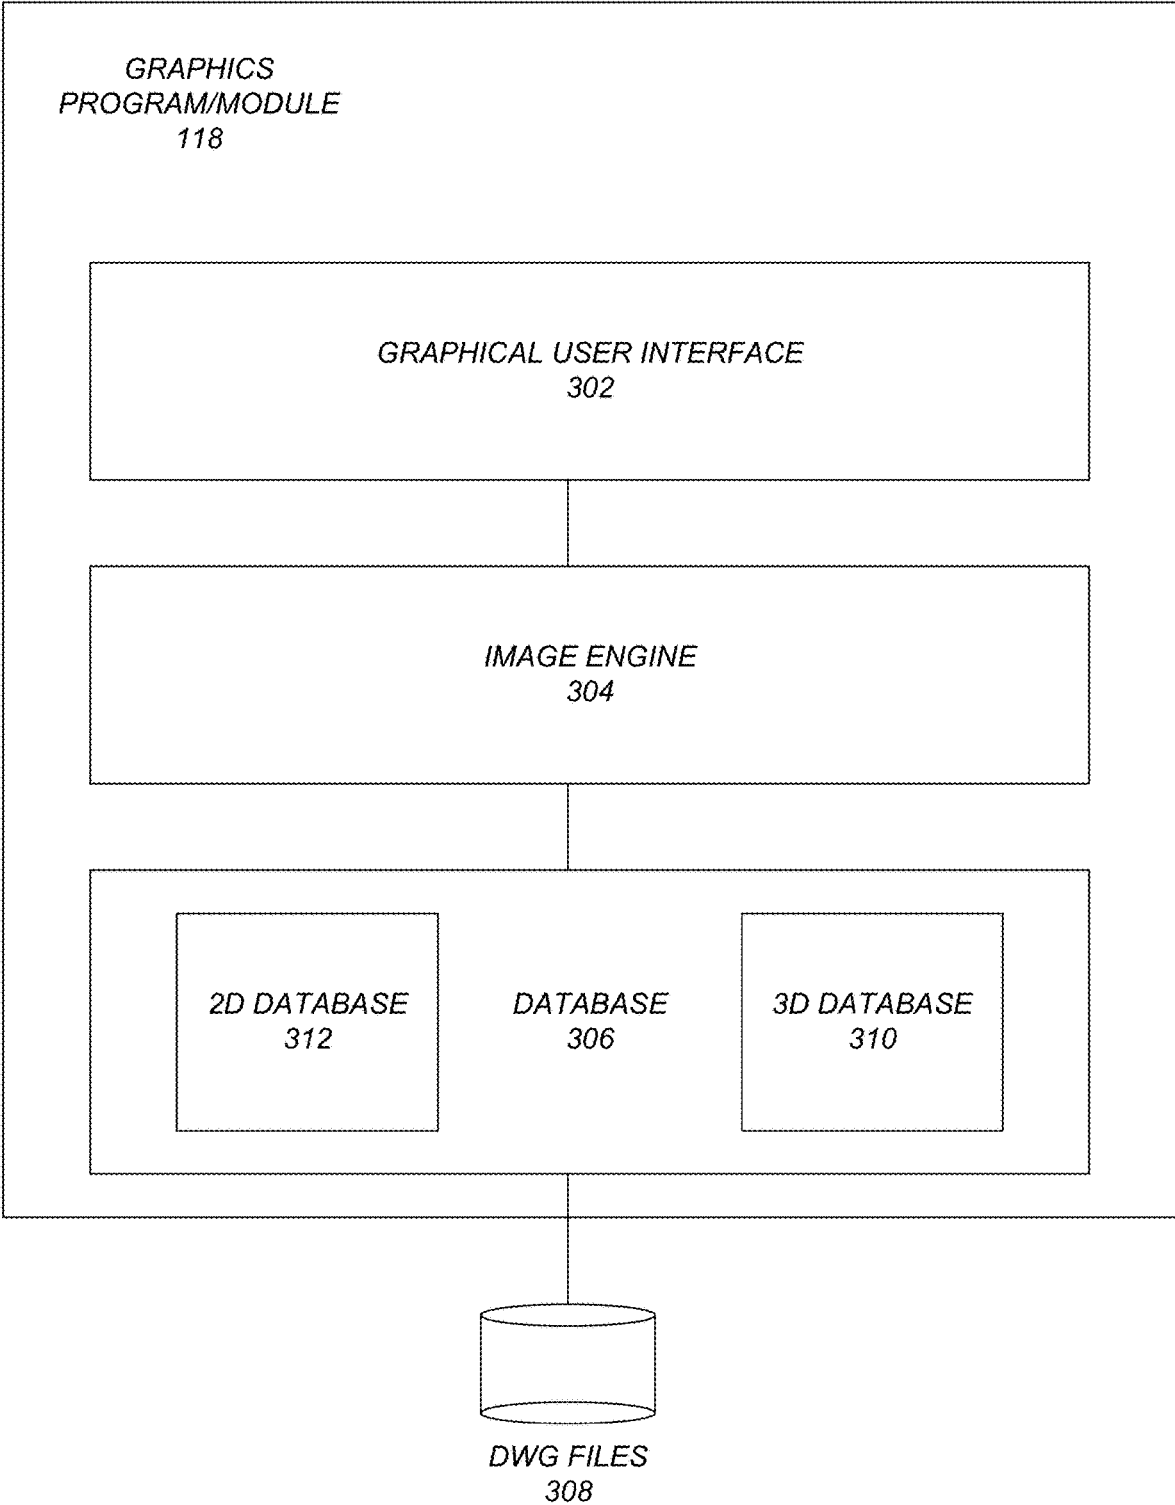 GRAPHICS
PROGRAM/MODULE
118
GRAPHICAL USER INTERFACE
302
IMAGE ENGINE
304
2D DATABASE
312
DATABASE
306
3D DATABASE
310
DWG FILES
308